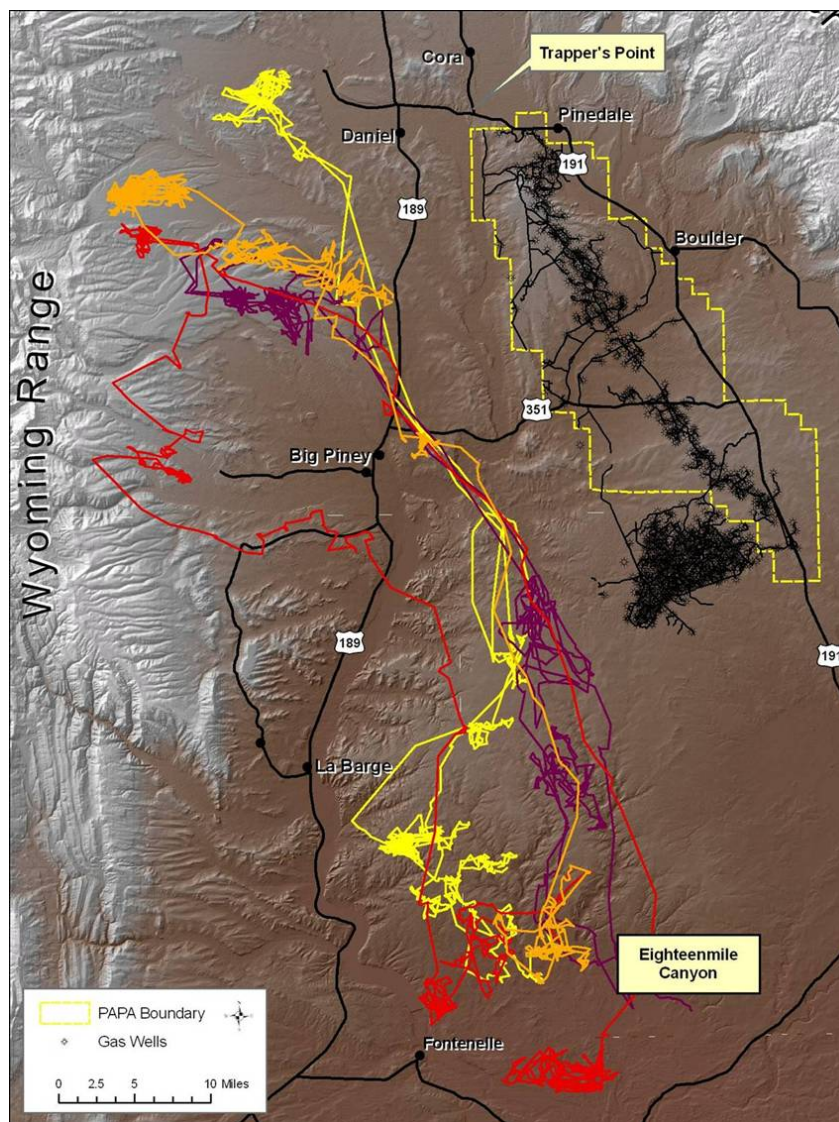 Cora
Trapper's Point
Pinedale
Daniel
191
189
Boulder
Wyoming Range
351
Big Piney
189
191
La Barge
Eighteenmile
Canyon
PAPA Boundary
Gas Wells
Fontenelle
0 2.5 5 10 Miles